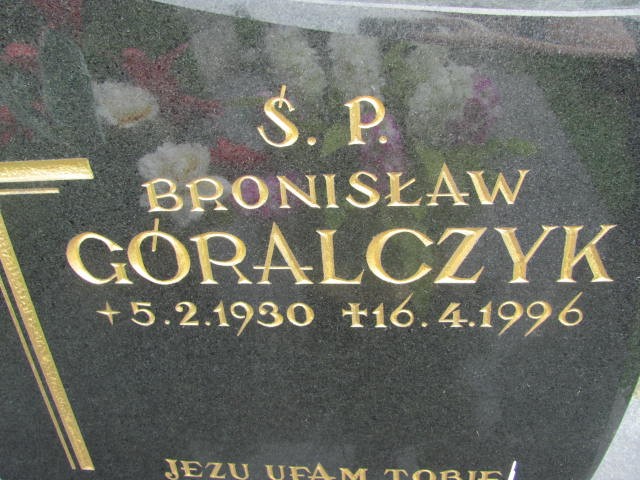 Ś. P.
BRONISŁAW
GÓRALCZYK
+5.2.1930 ✝16.4.1996
JEZU UFAM TOBIE